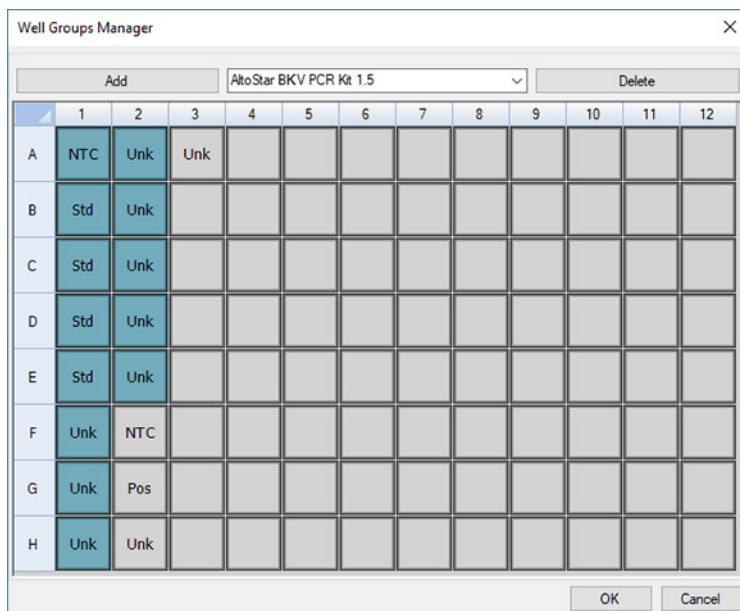 Well Groups Manager
Add AltoStar BKV PCR Kit 1.5 Delete
1 2 3 4 5 6 7 8 9 10 11 12
A NTC Unk Unk
B Std Unk
C Std Unk
D Std Unk
E Std Unk
F Unk NTC
G Unk Pos
H Unk Unk
OK Cancel